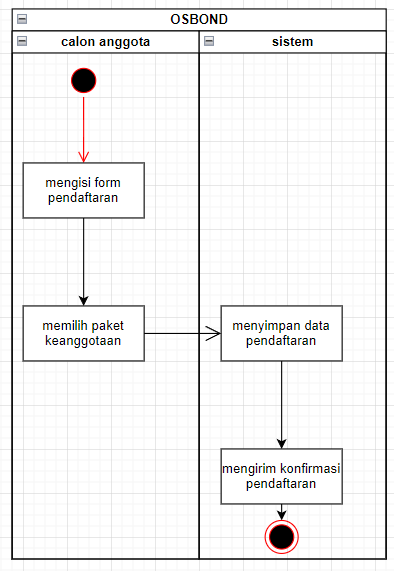 OSBOND
calon anggota
sistem
mengisi form
pendaftaran
memilih paket
keanggotaan
menyimpan data
pendaftaran
mengirim konfirmasi
pendaftaran